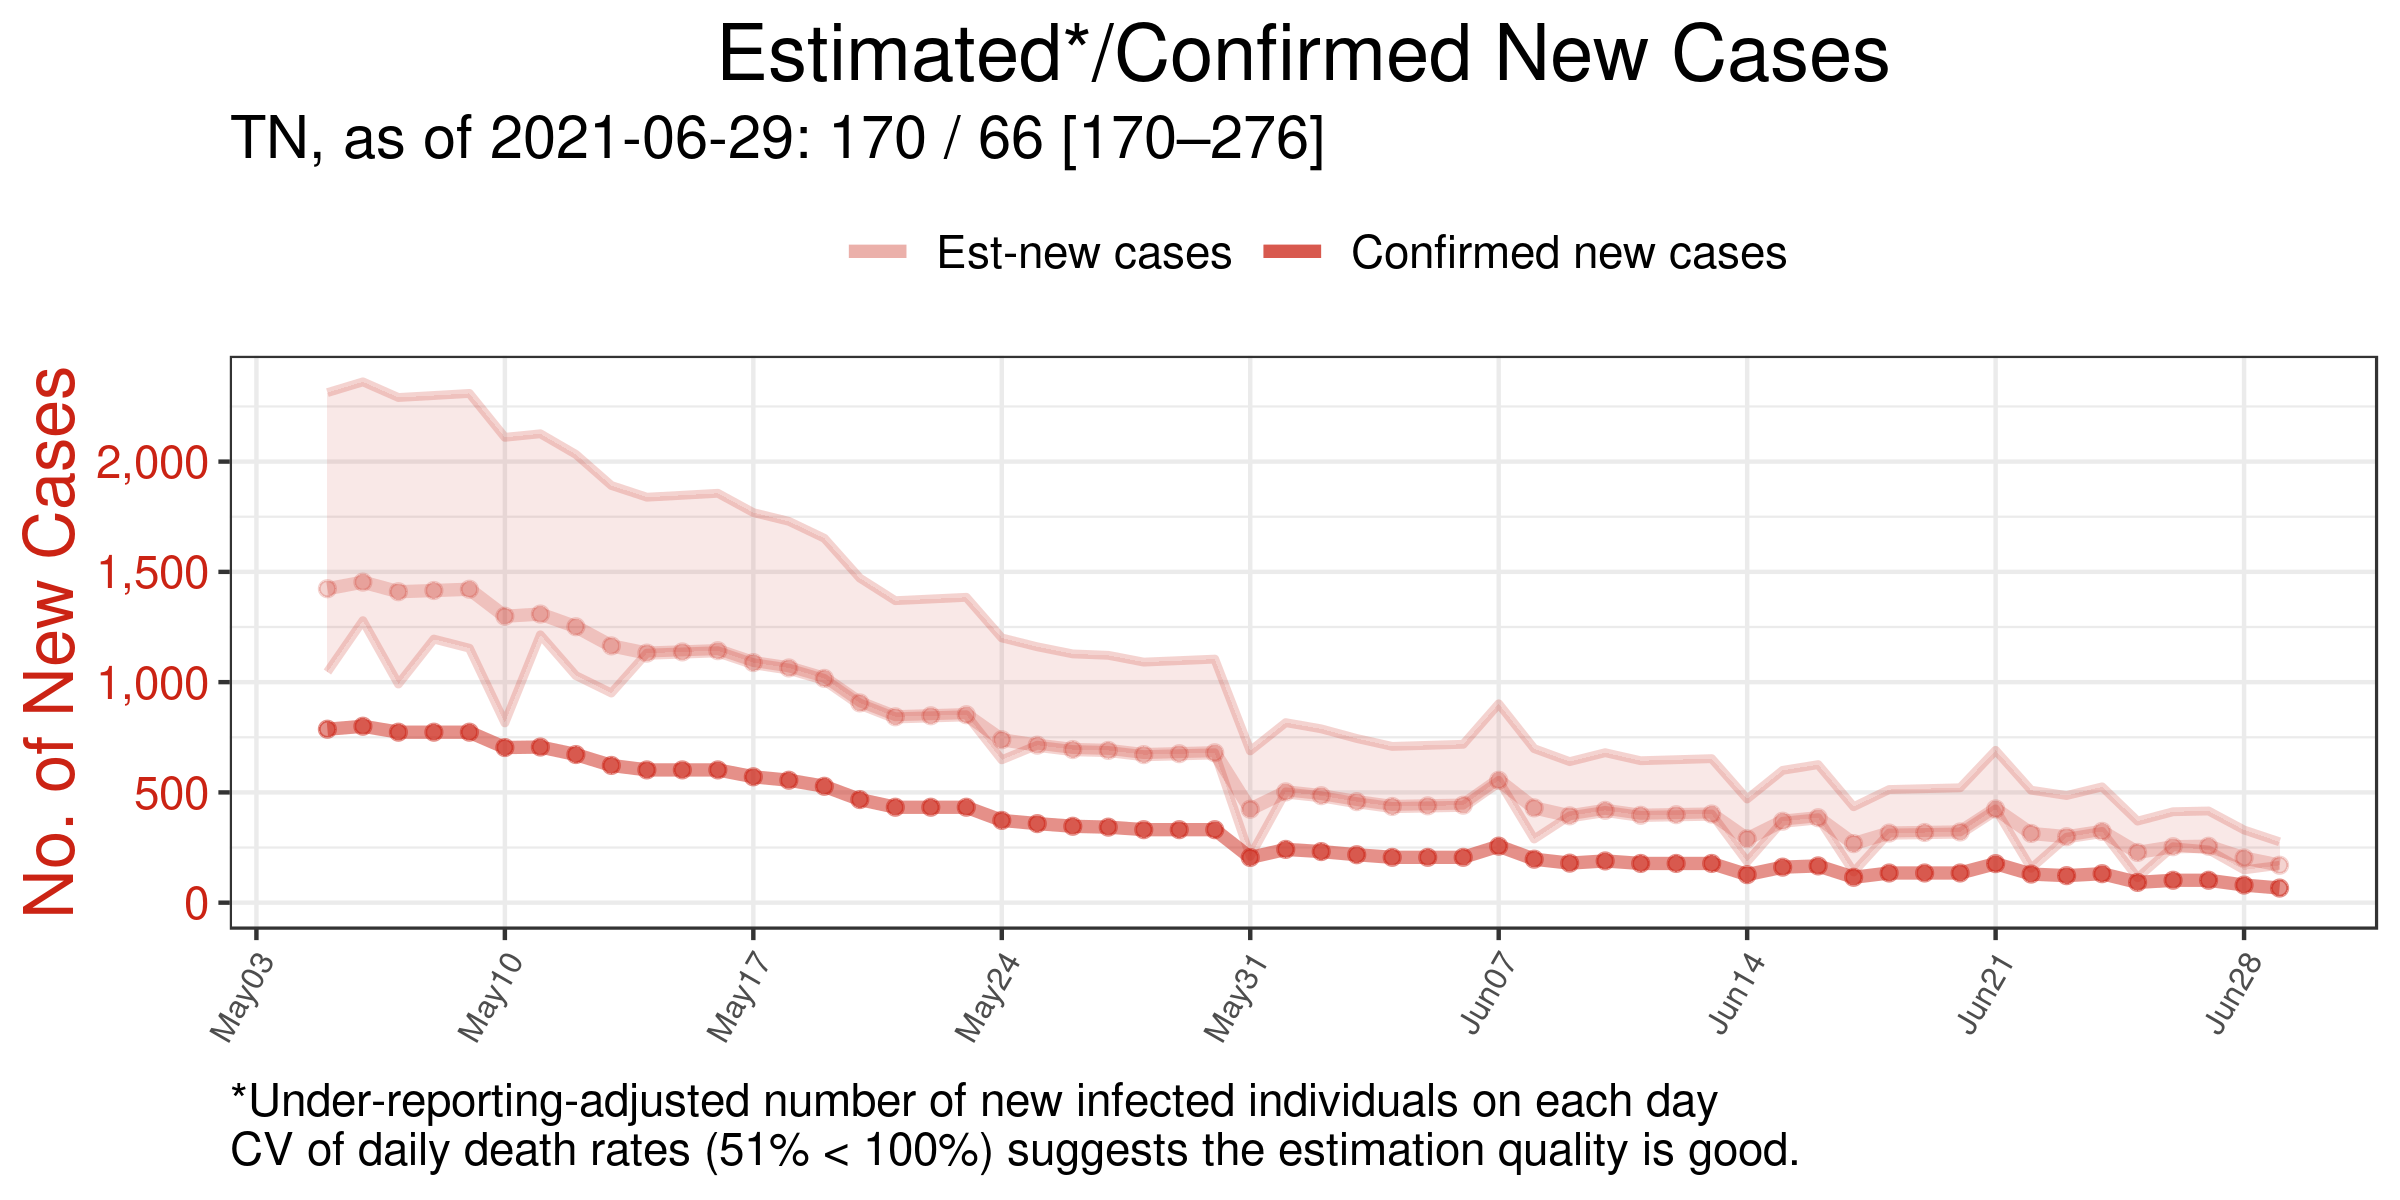 Estimated*/Confirmed New Cases
TN, as of 2021-06-29: 170 / 66 [170–276]
Est-new cases
Confirmed new cases
No. of New Cases
2,000
1,500
1,000
500
0
May03
May10
May17
May24
May31
Jun07
Jun14
Jun21
Jun28
*Under-reporting-adjusted number of new infected individuals on each day
CV of daily death rates (51% < 100%) suggests the estimation quality is good.